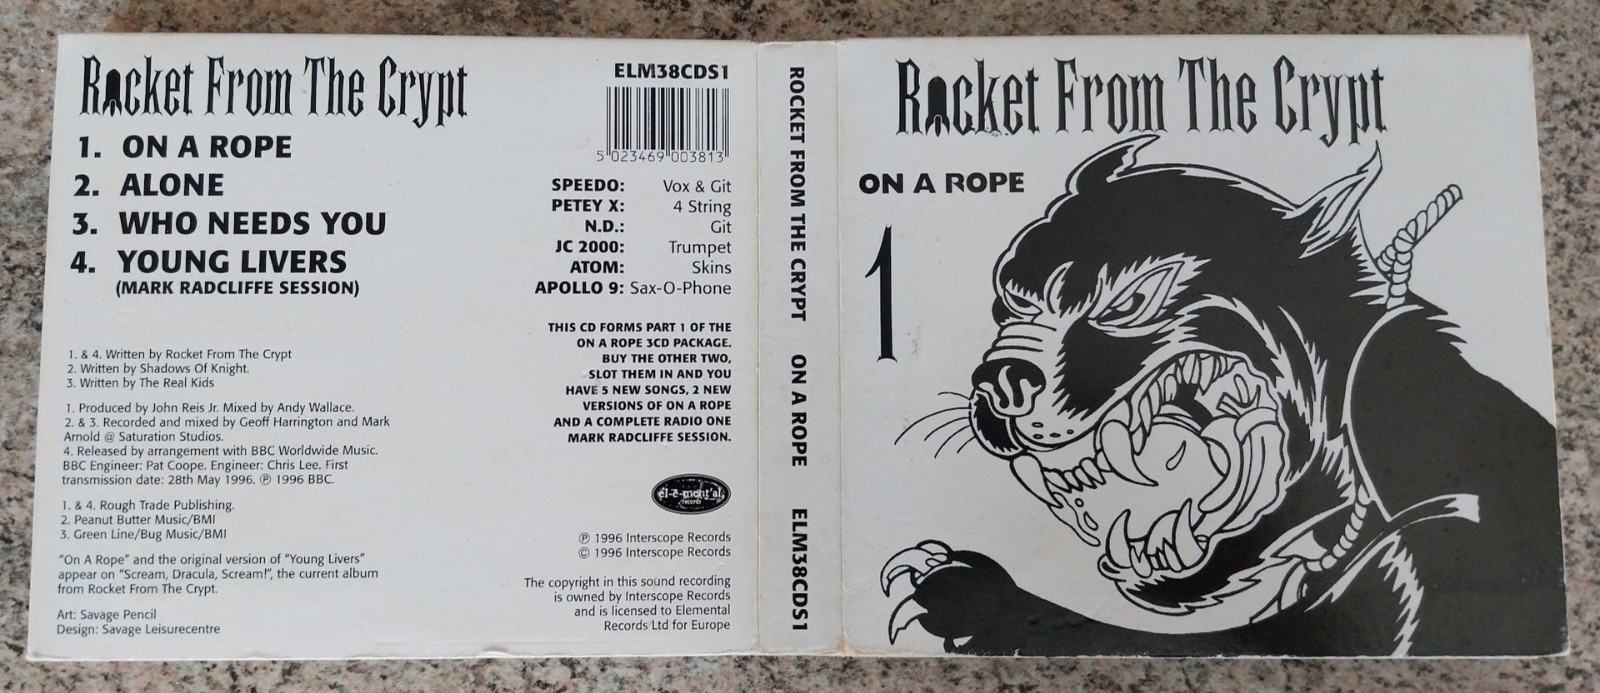 Rocket From The Crypt
1. ON A ROPE
2. ALONE
3. WHO NEEDS YOU
4. YOUNG LIVERS
(MARK RADCLIFFE SESSION)
1. & 4. Written by Rocket From The Crypt
2. Written by Shadows Of Knight.
3. Written by The Real Kids
1. Produced by John Reis Jr. Mixed by Andy Wallace.
2. & 3. Recorded and mixed by Geoff Harrington and Mark
Arnold @ Saturation Studios.
4. Released by arrangement with BBC Worldwide Music.
BBC Engineer: Pat Coope. Engineer: Chris Lee. First
transmission date: 28th May 1996. ℗ 1996 BBC.
1. & 4. Rough Trade Publishing.
2. Peanut Butter Music/BMI
3. Green Line/Bug Music/BMI
“On A Rope” and the original version of “Young Livers”
appear on “Scream, Dracula, Scream!”, the current album
from Rocket From The Crypt.
Art: Savage Pencil
Design: Savage Leisurecentre
ELM38CDS1
5 023469 003813
SPEEDO: Vox & Git
PETEY X: 4 String
N.D.: Git
JC 2000: Trumpet
ATOM: Skins
APOLLO 9: Sax-O-Phone
THIS CD FORMS PART 1 OF THE
ON A ROPE 3CD PACKAGE.
BUY THE OTHER TWO,
SLOT THEM IN AND YOU
HAVE 5 NEW SONGS, 2 NEW
VERSIONS OF ON A ROPE
AND A COMPLETE RADIO ONE
MARK RADCLIFFE SESSION.
el-e-ment'al
records
℗ 1996 Interscope Records
© 1996 Interscope Records
The copyright in this sound recording
is owned by Interscope Records
and is licensed to Elemental
Records Ltd for Europe
ROCKET FROM THE CRYPT ON A ROPE ELM38CDS1
Rocket From The Crypt
ON A ROPE
1